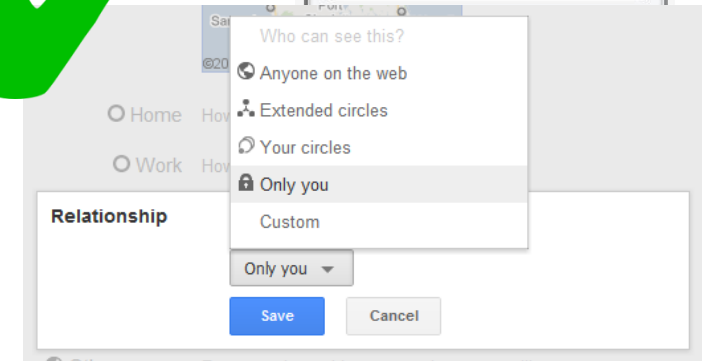 Who can see this?
©20
Anyone on the web
Extended circles
Home
Your circles
Work
Only you
Relationship
Custom
Only you
Save
Cancel